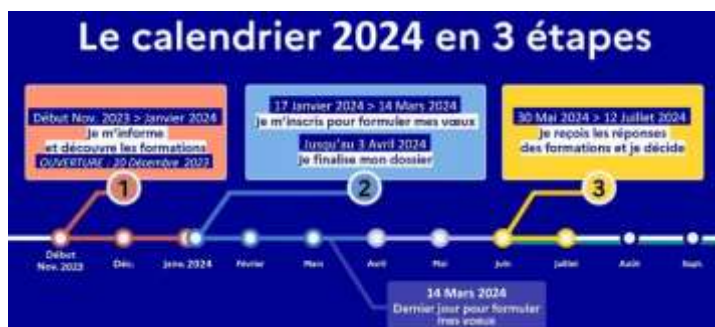 Le calendrier 2024 en 3 étapes
Début Nov. 2023 > Janvier 2024
Je m'informe
et découvre les formations
OUVERTURE : 20 Décembre 2023
17 Janvier 2024 > 14 Mars 2024
Je m'inscris pour formuler mes vœux
Jusqu'au 3 Avril 2024
Je finalise mon dossier
30 Mai 2024 > 12 Juillet 2024
Je reçois les réponses
des formations et je décide
1
2
3
Début
Nov. 2023
Déc.
Janv. 2024
Février
Mars
Avril
Mai
Juin
Juillet
Août
Sept.
14 Mars 2024
Dernier jour pour formuler
mes vœux